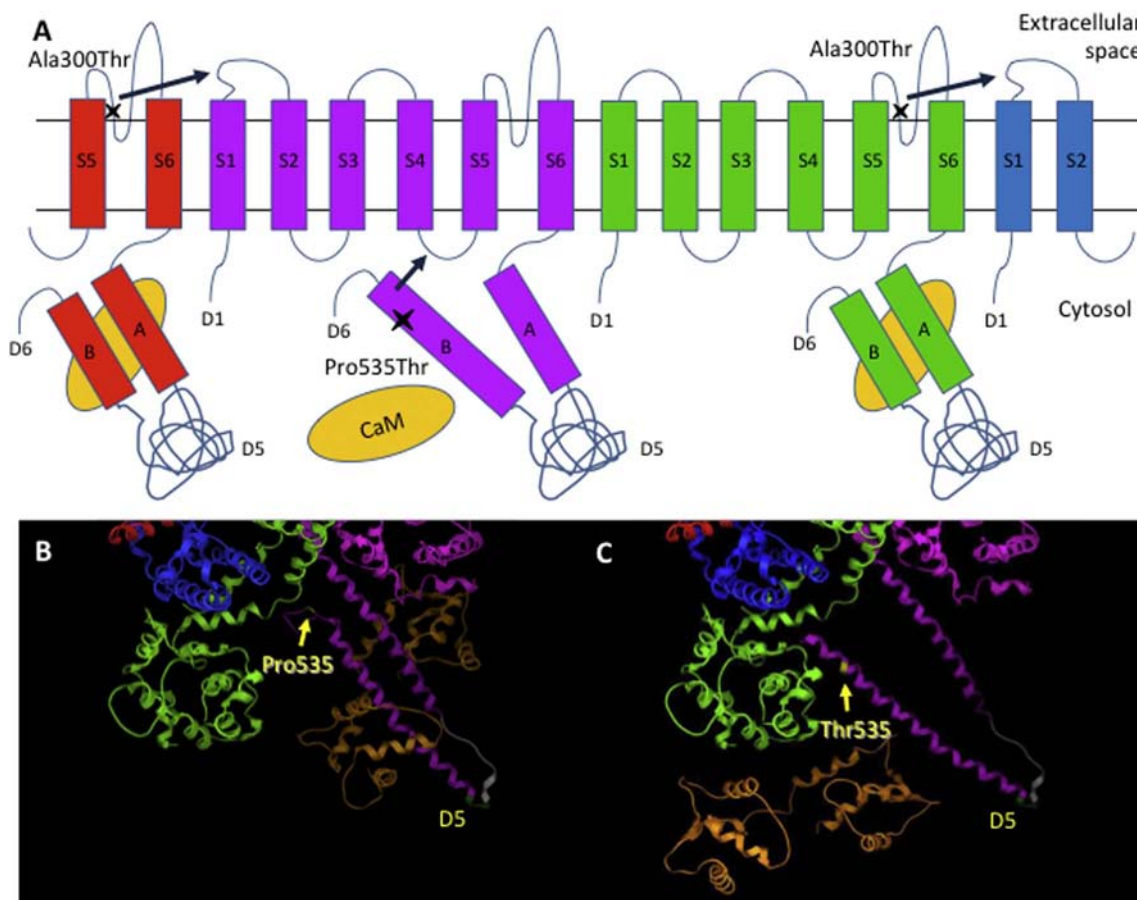 A
Ala300Thr
Ala300Thr
Extracellular
space
S5 S6 S1 S2 S3 S4 S5 S6 S1 S2 S3 S4 S5 S6 S1 S2
D6 B A D1 D6 B A D1 D6 B A D1 Cytosol
Pro535Thr
CaM
D5 D5 D5
B
Pro535
D5
C
Thr535
D5